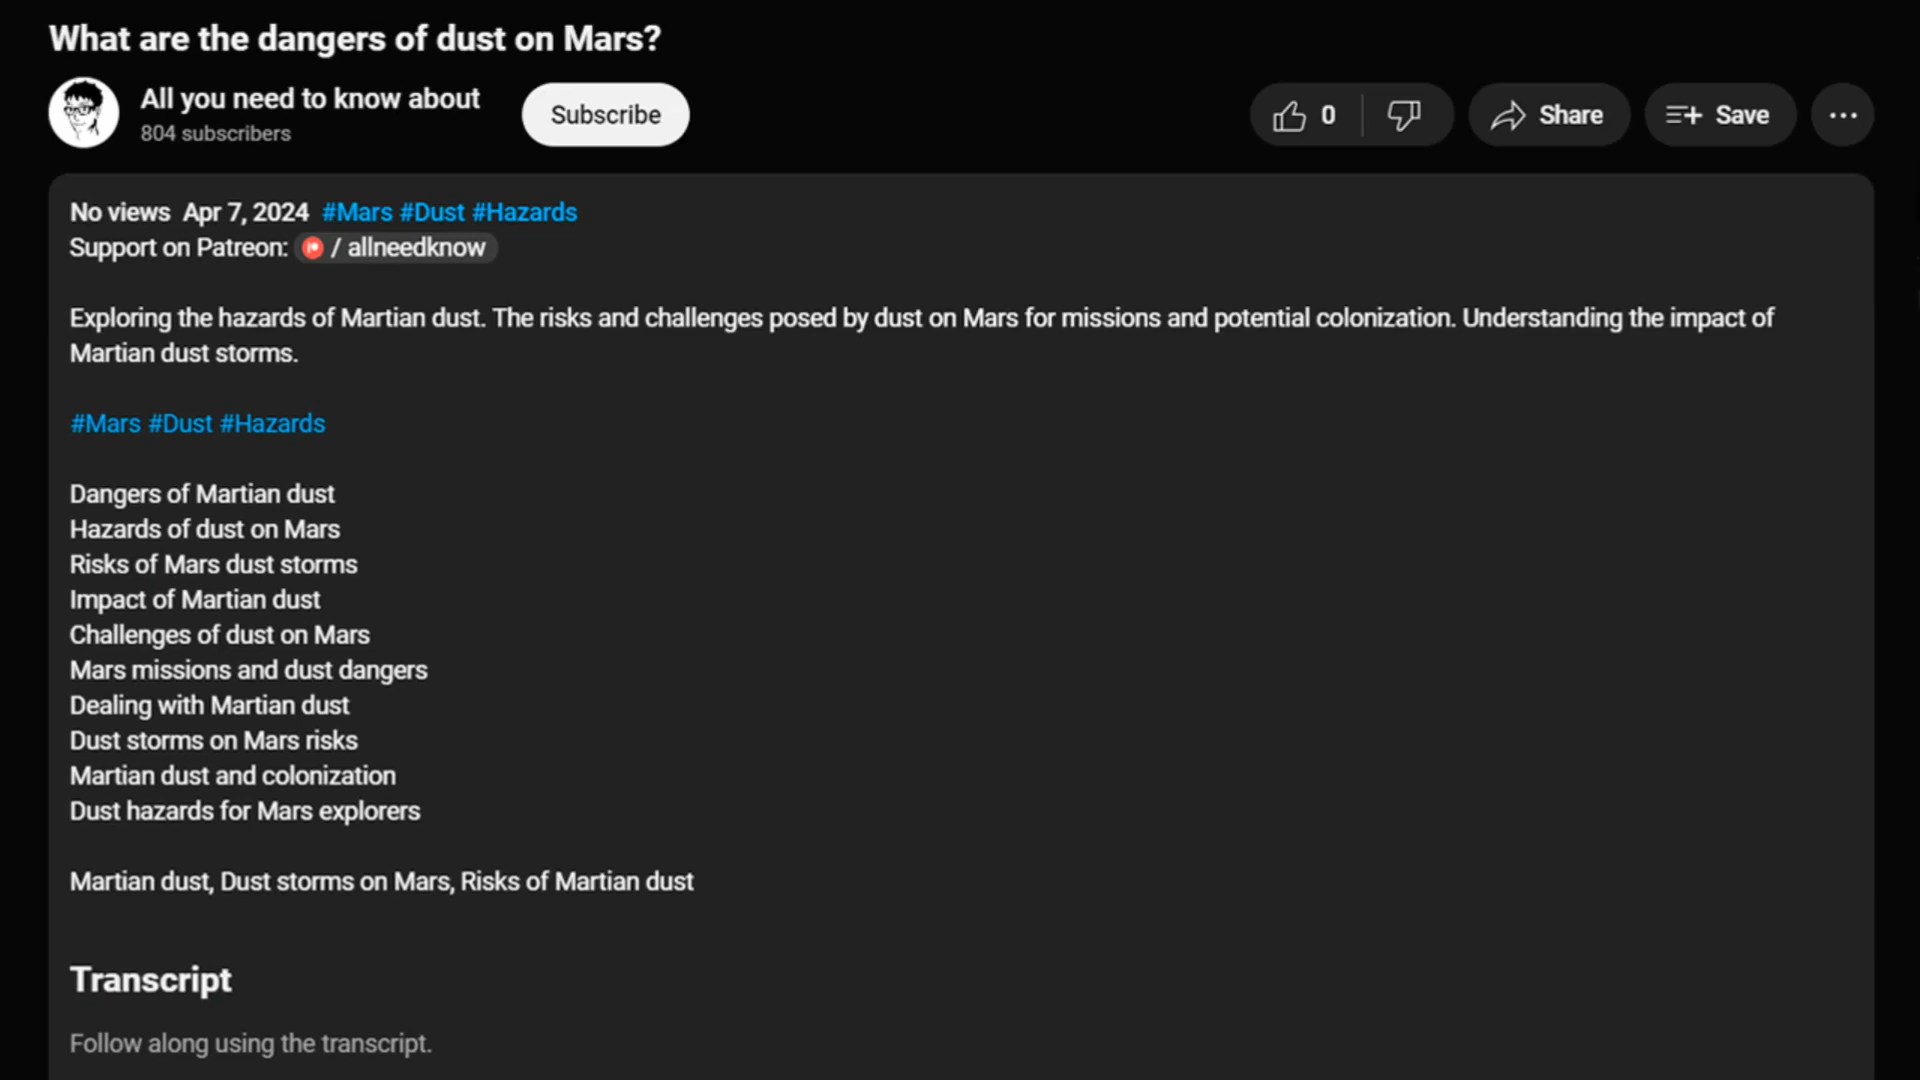 What are the dangers of dust on Mars?
All you need to know about
804 subscribers
Subscribe
0
Share
Save
No views Apr 7, 2024 #Mars #Dust #Hazards
Support on Patreon: / allneedknow
Exploring the hazards of Martian dust. The risks and challenges posed by dust on Mars for missions and potential colonization. Understanding the impact of
Martian dust storms.
#Mars #Dust #Hazards
Dangers of Martian dust
Hazards of dust on Mars
Risks of Mars dust storms
Impact of Martian dust
Challenges of dust on Mars
Mars missions and dust dangers
Dealing with Martian dust
Dust storms on Mars risks
Martian dust and colonization
Dust hazards for Mars explorers
Martian dust, Dust storms on Mars, Risks of Martian dust
Transcript
Follow along using the transcript.